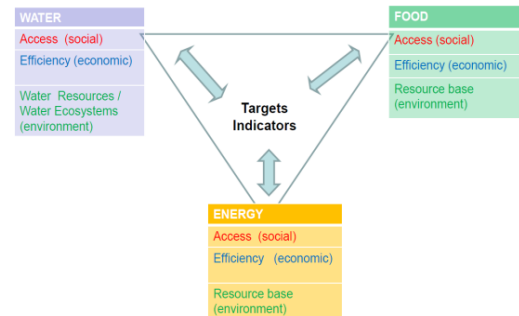 WATER
Access (social)
Efficiency (economic)
Water Resources /
Water Ecosystems
(environment)
FOOD
Access (social)
Efficiency (economic)
Resource base
(environment)
Targets
Indicators
ENERGY
Access (social)
Efficiency (economic)
Resource base
(environment)